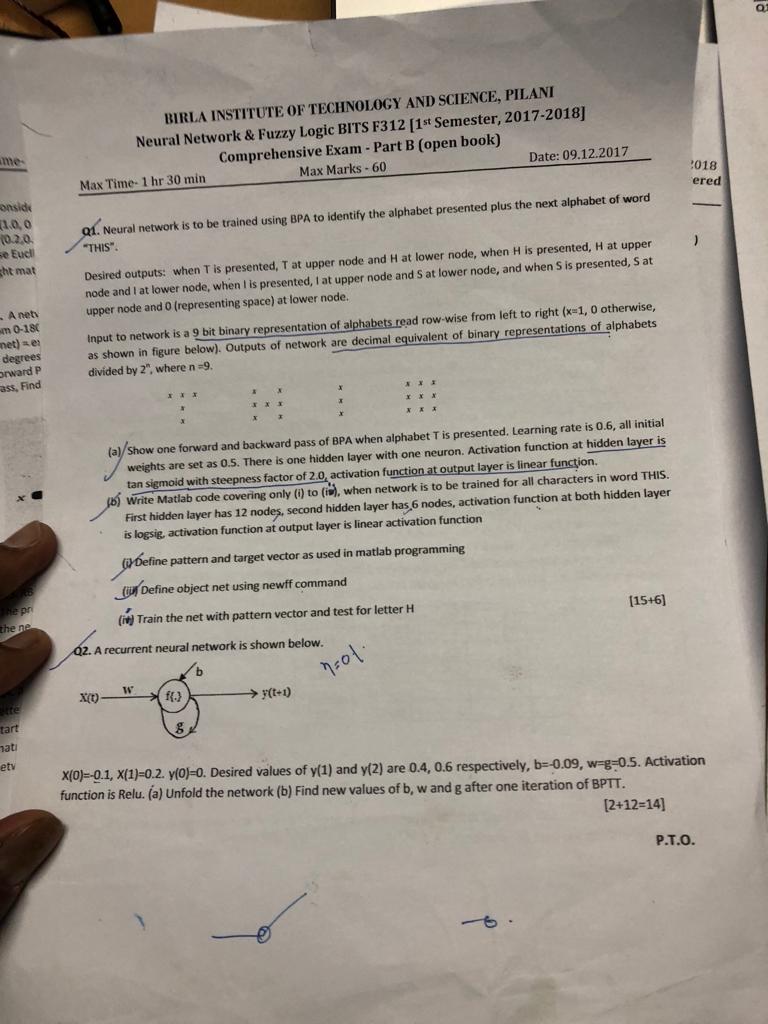 BIRLA INSTITUTE OF TECHNOLOGY AND SCIENCE, PILANI
Neural Network & Fuzzy Logic BITS F312 [1st Semester, 2017-2018]
Comprehensive Exam - Part B (open book)
Max Time- 1 hr 30 min Max Marks - 60 Date: 09.12.2017
Q1. Neural network is to be trained using BPA to identify the alphabet presented plus the next alphabet of word
"THIS".
Desired outputs: when T is presented, T at upper node and H at lower node, when H is presented, H at upper
node and I at lower node, when I is presented, I at upper node and S at lower node, and when S is presented, S at
upper node and 0 (representing space) at lower node.
Input to network is a 9 bit binary representation of alphabets read row-wise from left to right (x=1, 0 otherwise,
as shown in figure below). Outputs of network are decimal equivalent of binary representations of alphabets
divided by 2ⁿ, where n =9.
x x x x x x x x x
x x x x x x x x
x x x x x x x
(a) Show one forward and backward pass of BPA when alphabet T is presented. Learning rate is 0.6, all initial
weights are set as 0.5. There is one hidden layer with one neuron. Activation function at hidden layer is
tan sigmoid with steepness factor of 2.0, activation function at output layer is linear function.
(b) Write Matlab code covering only (i) to (iv), when network is to be trained for all characters in word THIS.
First hidden layer has 12 nodes, second hidden layer has 6 nodes, activation function at both hidden layer
is logsig, activation function at output layer is linear activation function
(i) Define pattern and target vector as used in matlab programming
(iii) Define object net using newff command
(iv) Train the net with pattern vector and test for letter H [15+6]
Q2. A recurrent neural network is shown below.
b
X(t) w f{.} y(t+1)
g
X(0)=-0.1, X(1)=0.2. y(0)=0. Desired values of y(1) and y(2) are 0.4, 0.6 respectively, b=-0.09, w=g=0.5. Activation
function is Relu. (a) Unfold the network (b) Find new values of b, w and g after one iteration of BPTT.
[2+12=14]
P.T.O.